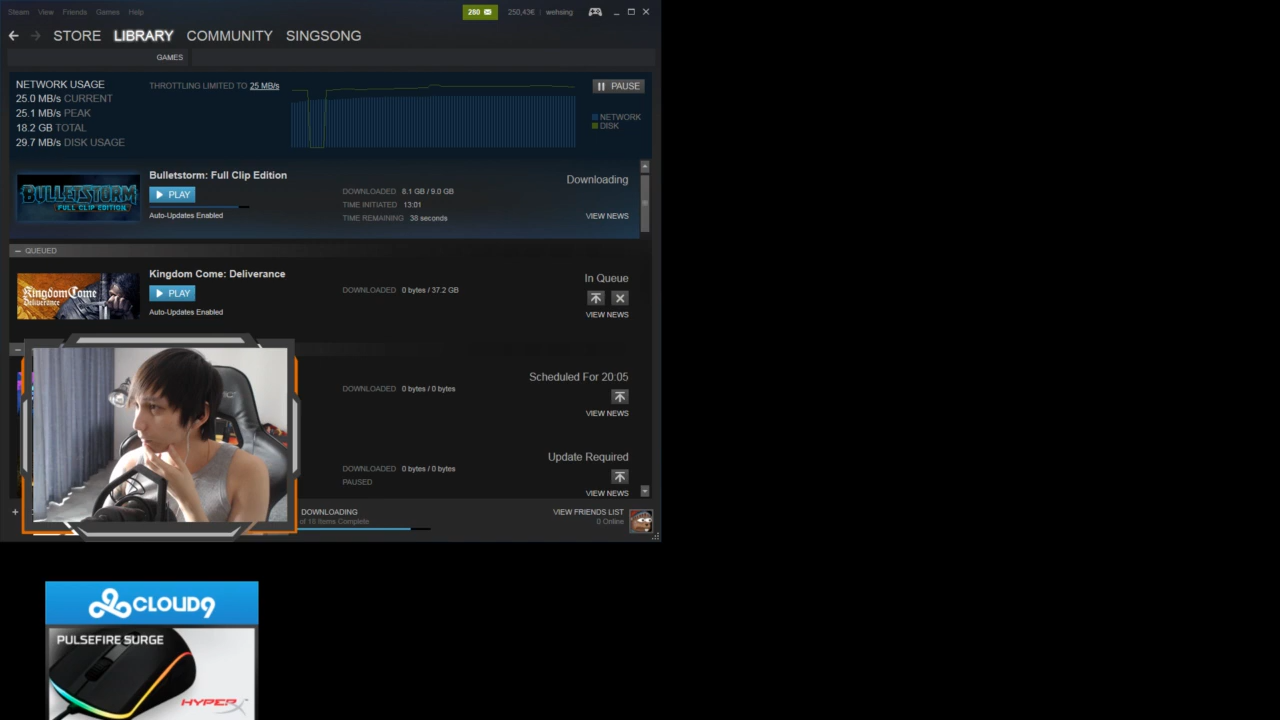 Steam View Friends Games Help
280
250,43€ | wehsing
STORE LIBRARY COMMUNITY SINGSONG
GAMES
NETWORK USAGE
25.0 MB/s CURRENT
25.1 MB/s PEAK
18.2 GB TOTAL
29.7 MB/s DISK USAGE
THROTTLING LIMITED TO 25 MB/s
PAUSE
NETWORK
DISK
BULLETSTORM
FULL CLIP EDITION
Bulletstorm: Full Clip Edition
PLAY
Auto-Updates Enabled
DOWNLOADED 8.1 GB / 9.0 GB
TIME INITIATED 13:01
TIME REMAINING 38 seconds
Downloading
VIEW NEWS
QUEUED
Kingdom Come
Deliverance
Kingdom Come: Deliverance
PLAY
Auto-Updates Enabled
DOWNLOADED 0 bytes / 37.2 GB
In Queue
VIEW NEWS
DOWNLOADED 0 bytes / 0 bytes
Scheduled For 20:05
VIEW NEWS
DOWNLOADED 0 bytes / 0 bytes
PAUSED
Update Required
VIEW NEWS
DOWNLOADING
of 18 Items Complete
VIEW FRIENDS LIST
0 Online
CLOUD9
PULSEFIRE SURGE
HYPERX